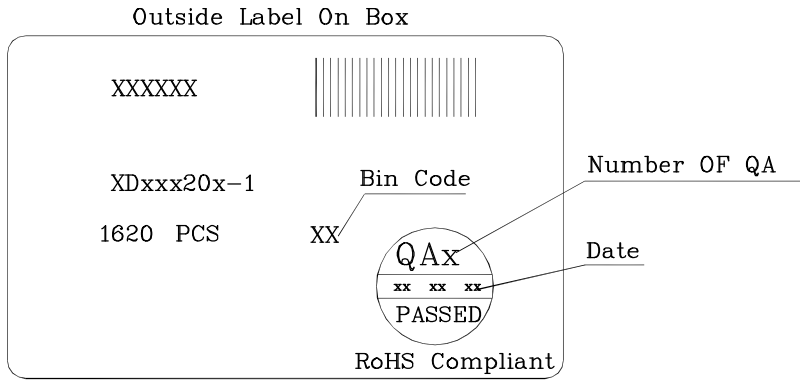 Outside Label On Box
XXXXXX
Number OF QA
XDxxx20x-1
Bin Code
1620 PCS
XX
QAx
Date
xx xx xx
PASSED
RoHS Compliant